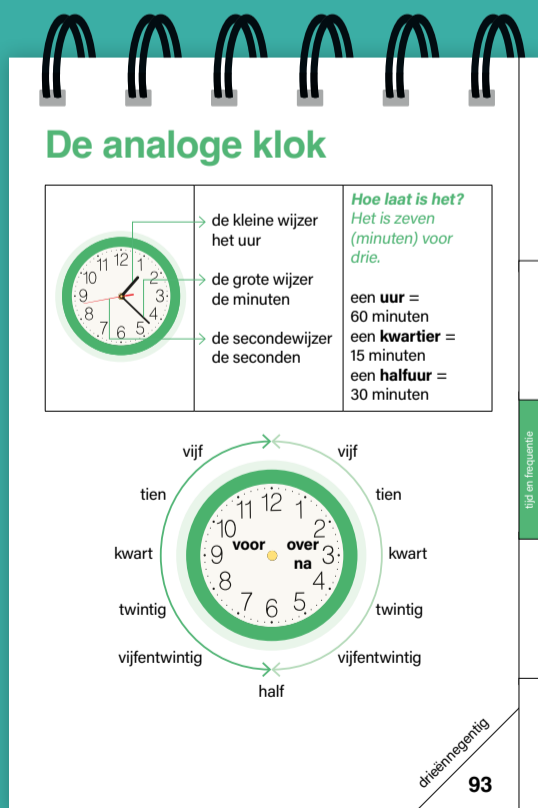 De analoge klok
12
1
2
3
4
5
6
7
8
9
10
11
de kleine wijzer
het uur
de grote wijzer
de minuten
de secondewijzer
de seconden
Hoe laat is het?
Het is zeven
(minuten) voor
drie.
een uur =
60 minuten
een kwartier =
15 minuten
een halfuur =
30 minuten
tijd en frequentie
vijf vijf
tien tien
kwart kwart
twintig twintig
vijfentwintig vijfentwintig
half
12
1
2
3
4
5
6
7
8
9
10
11
voor over
na
drieënnegentig
93